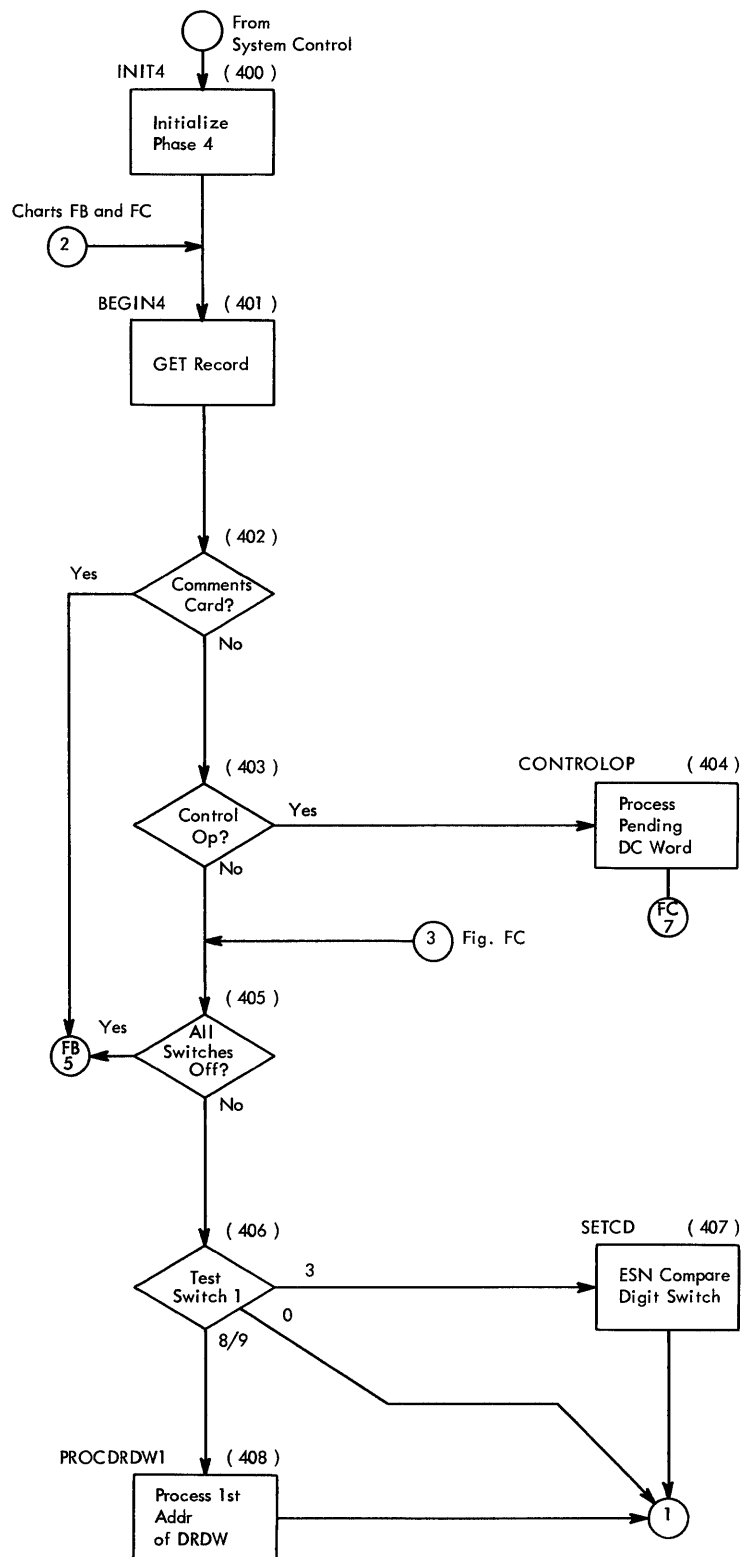 From
System Control
INIT4 ( 400 )
Initialize
Phase 4
Charts FB and FC
2
BEGIN4 ( 401 )
GET Record
( 402 )
Yes
Comments
Card?
No
( 403 )
CONTROLOP ( 404 )
Control
Op?
Yes
Process
Pending
DC Word
No
FC
7
3 Fig. FC
( 405 )
All
Switches
Off?
Yes
FB
5
No
( 406 )
SETCD ( 407 )
Test
Switch 1
3
ESN Compare
Digit Switch
0
8/9
PROCDRDW1 ( 408 )
Process 1st
Addr
of DRDW
1